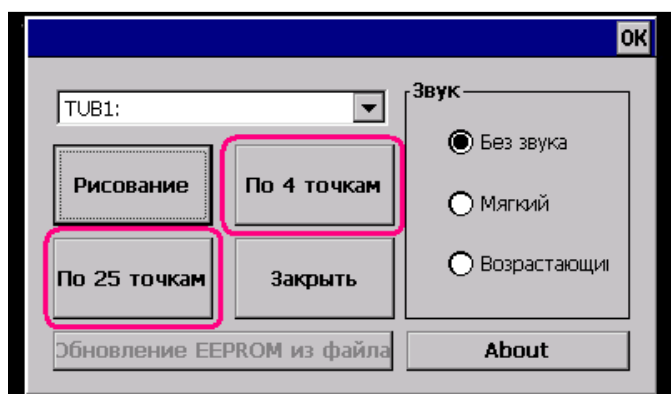 OK
TUB1:
Звук
Без звука
Рисование
По 4 точкам
Мягкий
По 25 точкам
Закрыть
Возрастающи
Обновление EEPROM из файла
About